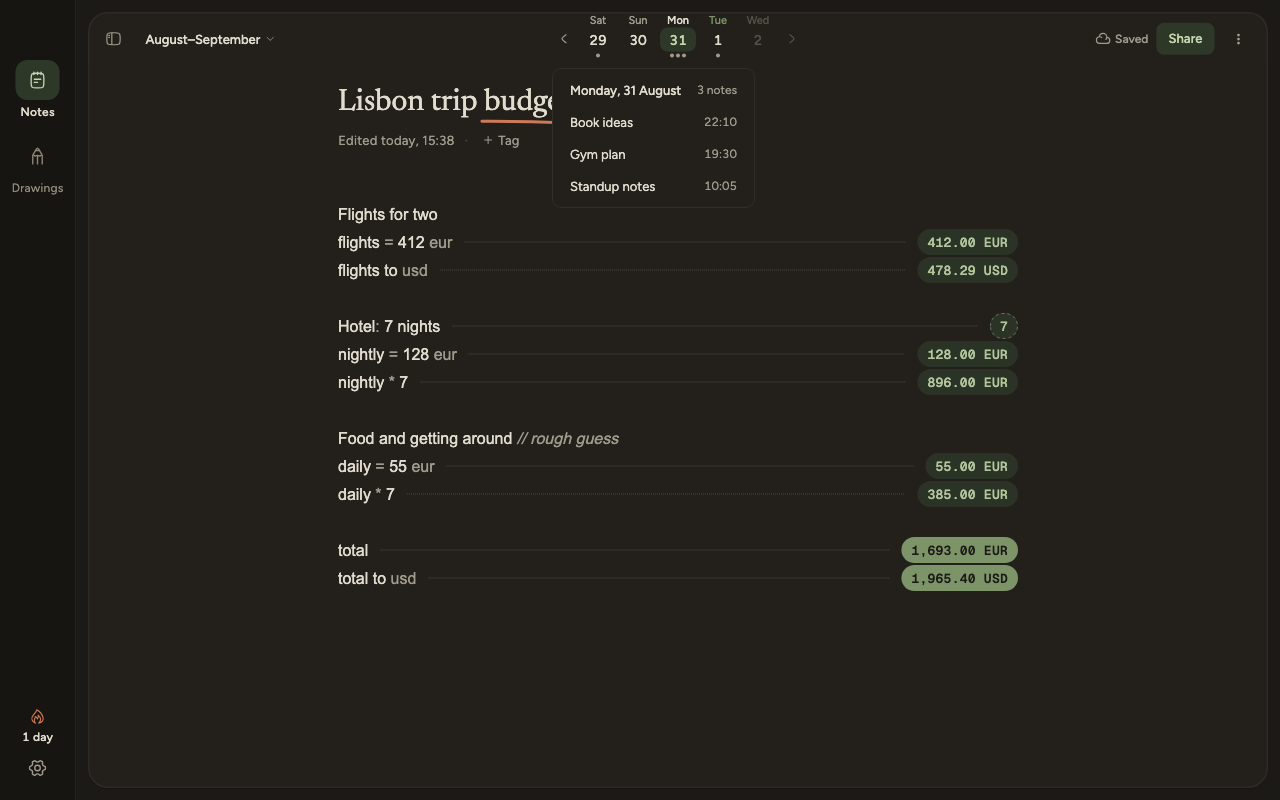 August–September
Sat Sun Mon Tue Wed
29 30 31 1 2
Saved
Share
Notes
Drawings
Lisbon trip budge
Edited today, 15:38 · + Tag
Monday, 31 August 3 notes
Book ideas 22:10
Gym plan 19:30
Standup notes 10:05
Flights for two
flights = 412 eur 412.00 EUR
flights to usd 478.29 USD
Hotel: 7 nights 7
nightly = 128 eur 128.00 EUR
nightly * 7 896.00 EUR
Food and getting around // rough guess
daily = 55 eur 55.00 EUR
daily * 7 385.00 EUR
total 1,693.00 EUR
total to usd 1,965.40 USD
1 day